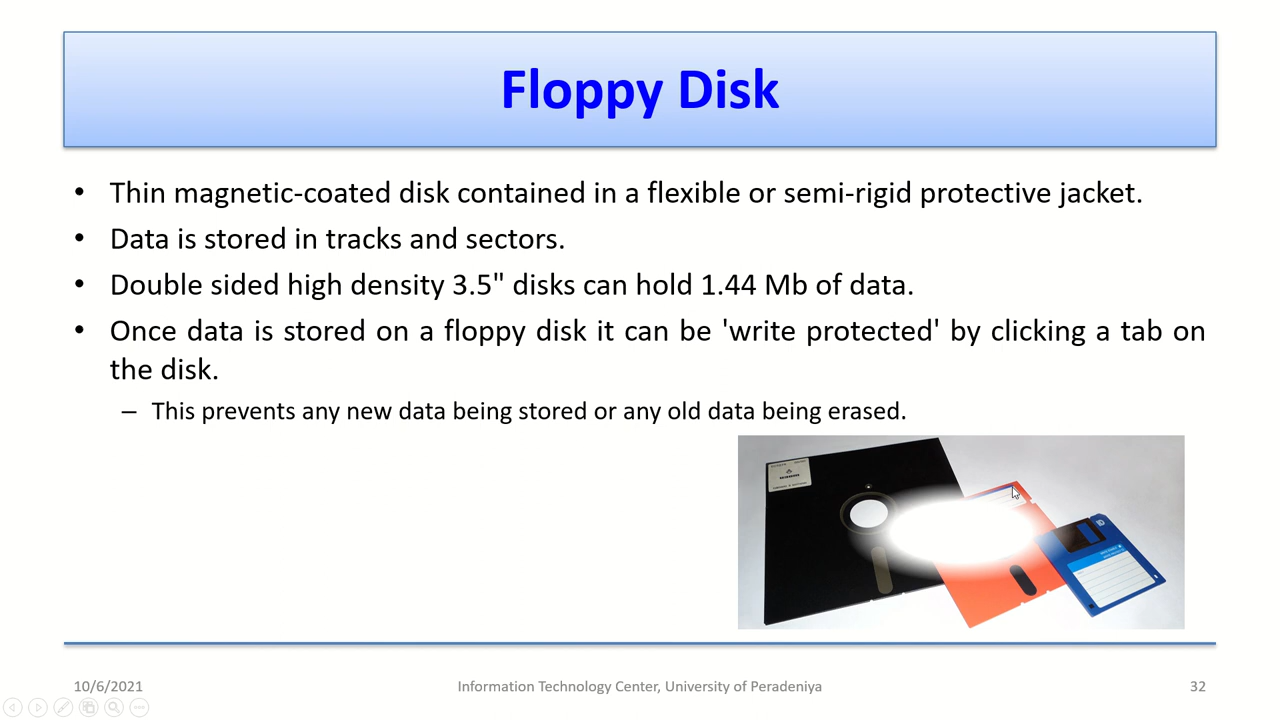 Floppy Disk
• Thin magnetic-coated disk contained in a flexible or semi-rigid protective jacket.
• Data is stored in tracks and sectors.
• Double sided high density 3.5" disks can hold 1.44 Mb of data.
• Once data is stored on a floppy disk it can be 'write protected' by clicking a tab on
the disk.
– This prevents any new data being stored or any old data being erased.
10/6/2021
Information Technology Center, University of Peradeniya
32